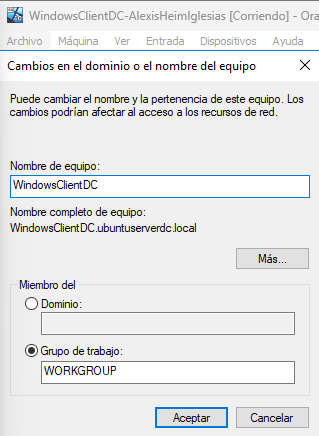 WindowsClientDC-AlexisHeimIglesias [Corriendo] - Ora
Archivo Máquina Ver Entrada Dispositivos Ayuda
Cambios en el dominio o el nombre del equipo
Puede cambiar el nombre y la pertenencia de este equipo. Los
cambios podrían afectar al acceso a los recursos de red.
Nombre de equipo:
WindowsClientDC
Nombre completo de equipo:
WindowsClientDC.ubuntuserverdc.local
Más...
Miembro del
Dominio:
Grupo de trabajo:
WORKGROUP
Aceptar Cancelar